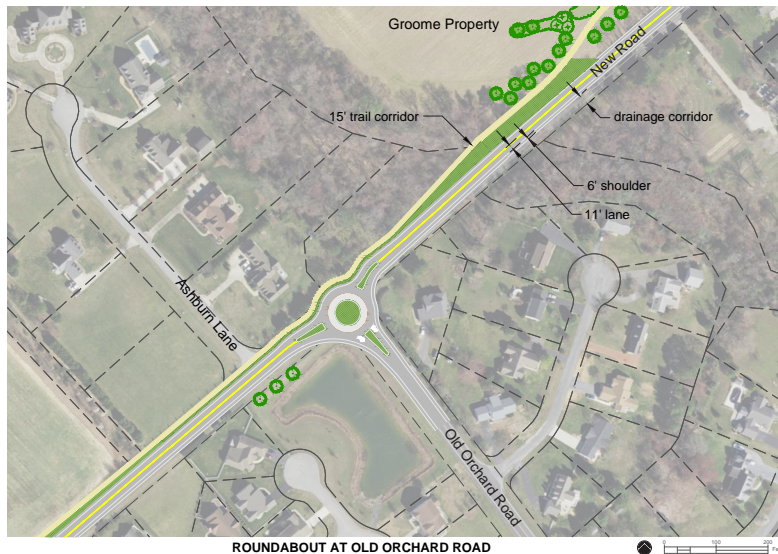 Groome Property
New Road
15' trail corridor
drainage corridor
6' shoulder
11' lane
Ashburn Lane
Old Orchard Road
ROUNDABOUT AT OLD ORCHARD ROAD
0 100 200